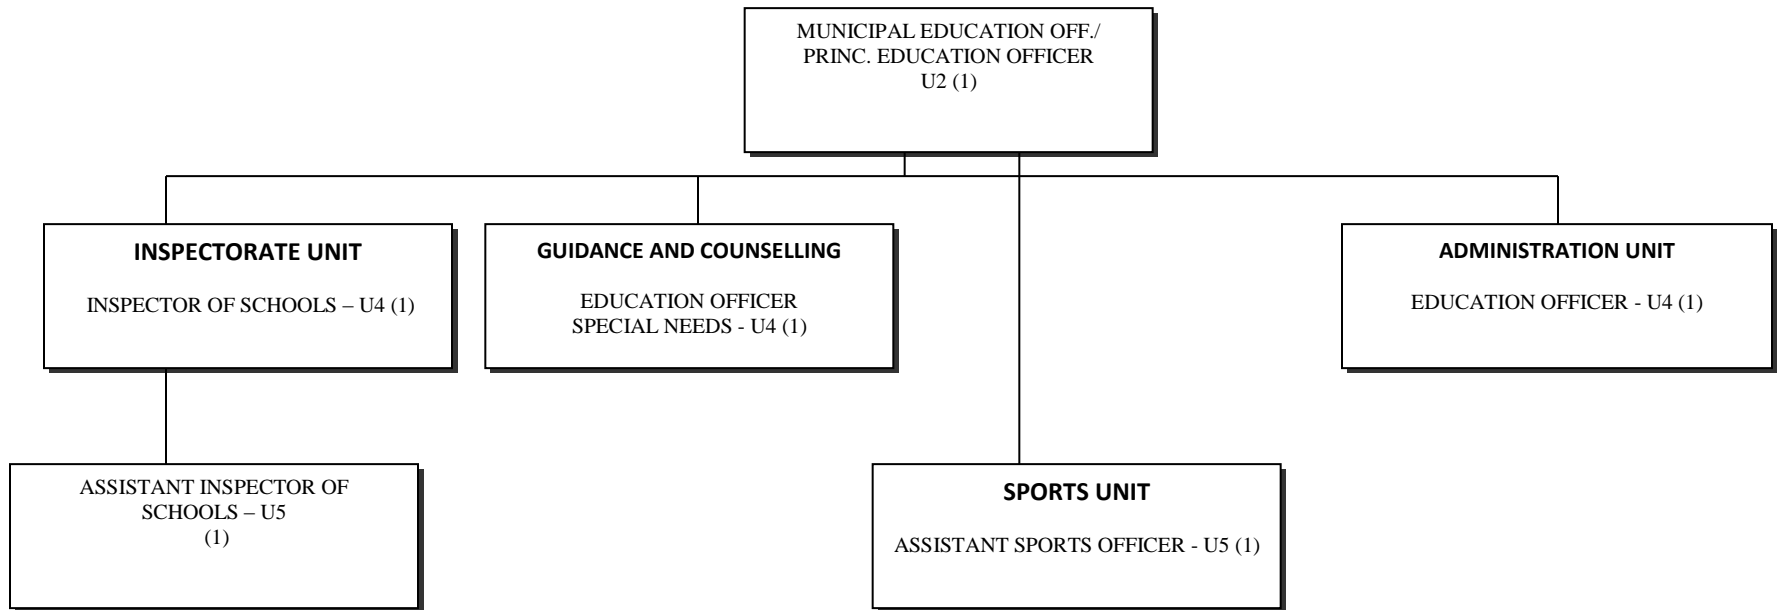 MUNICIPAL EDUCATION OFF./
PRINC. EDUCATION OFFICER
U2 (1)
INSPECTORATE UNIT
INSPECTOR OF SCHOOLS – U4 (1)
GUIDANCE AND COUNSELLING
EDUCATION OFFICER
SPECIAL NEEDS - U4 (1)
ADMINISTRATION UNIT
EDUCATION OFFICER - U4 (1)
ASSISTANT INSPECTOR OF
SCHOOLS – U5
(1)
SPORTS UNIT
ASSISTANT SPORTS OFFICER - U5 (1)